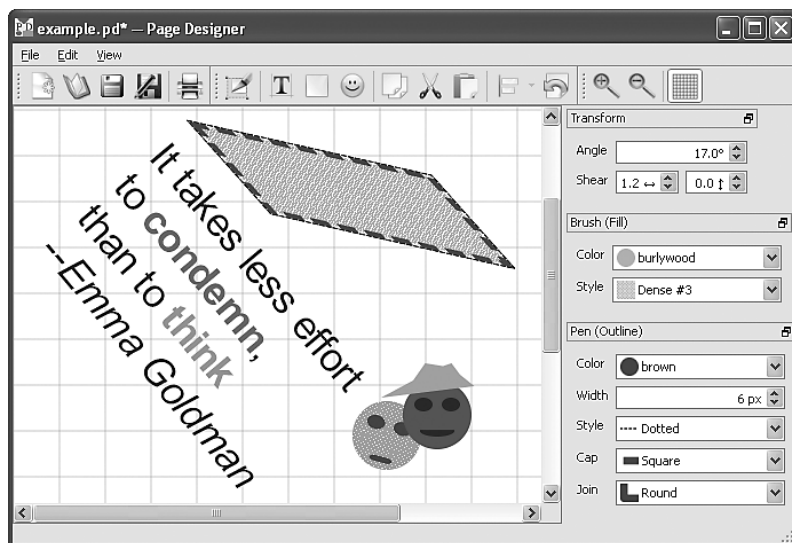 example.pd* — Page Designer
File Edit View
T
It takes less effort
to condemn,
than to think
--Emma Goldman
Transform
Angle 17.0°
Shear 1.2 ↔ 0.0 ↕
Brush (Fill)
Color burlywood
Style Dense #3
Pen (Outline)
Color brown
Width 6 px
Style Dotted
Cap Square
Join Round